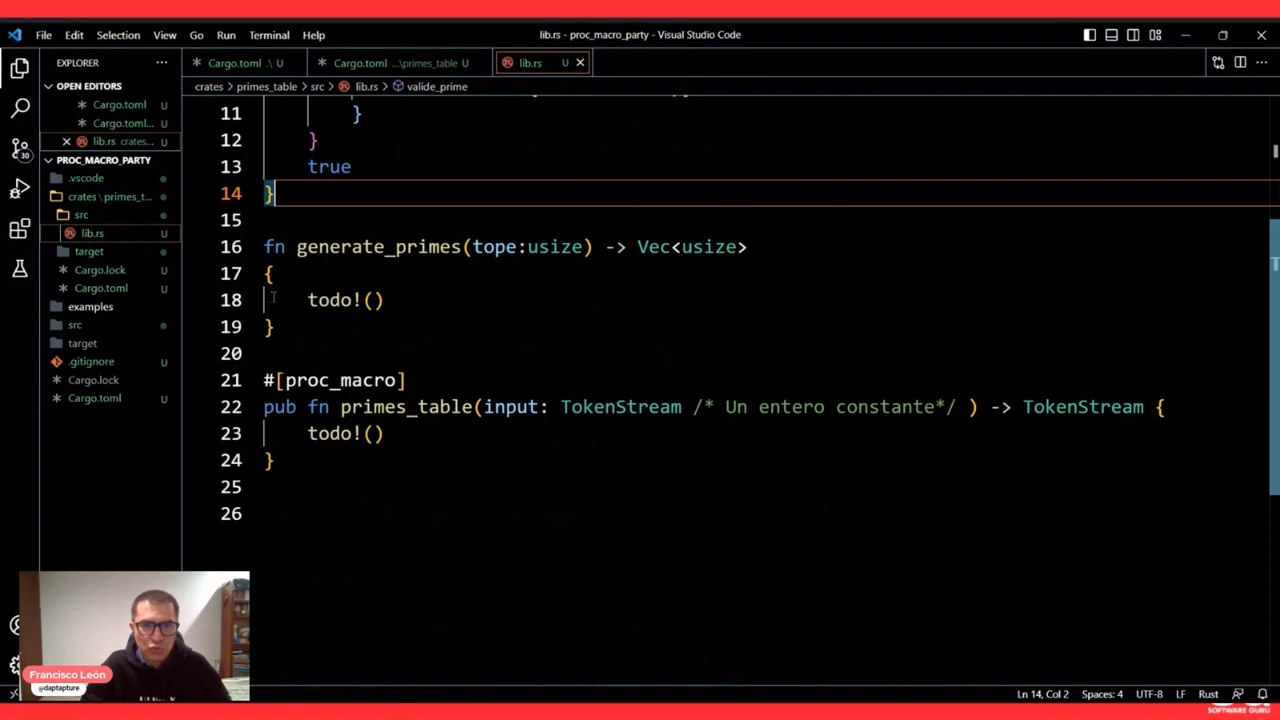 File Edit Selection View Go Run Terminal Help
lib.rs - proc_macro_party - Visual Studio Code
EXPLORER
Cargo.toml .\ U
Cargo.toml ...\primes_table U
lib.rs U
OPEN EDITORS
Cargo.toml U
Cargo.toml... U
lib.rs crates... U
PROC_MACRO_PARTY
.vscode
crates \ primes_t...
src
lib.rs U
target
Cargo.lock U
Cargo.toml U
examples
src
target
.gitignore U
Cargo.lock
Cargo.toml U
30
crates > primes_table > src > lib.rs > valide_prime
11 }
12 }
13 true
14 }
15
16 fn generate_primes(tope:usize) -> Vec<usize>
17 {
18 todo!()
19 }
20
21 #[proc_macro]
22 pub fn primes_table(input: TokenStream /* Un entero constante*/ ) -> TokenStream {
23 todo!()
24 }
25
26
Francisco León
@daptapture
Ln 14, Col 2 Spaces: 4 UTF-8 LF Rust
SOFTWARE GURU